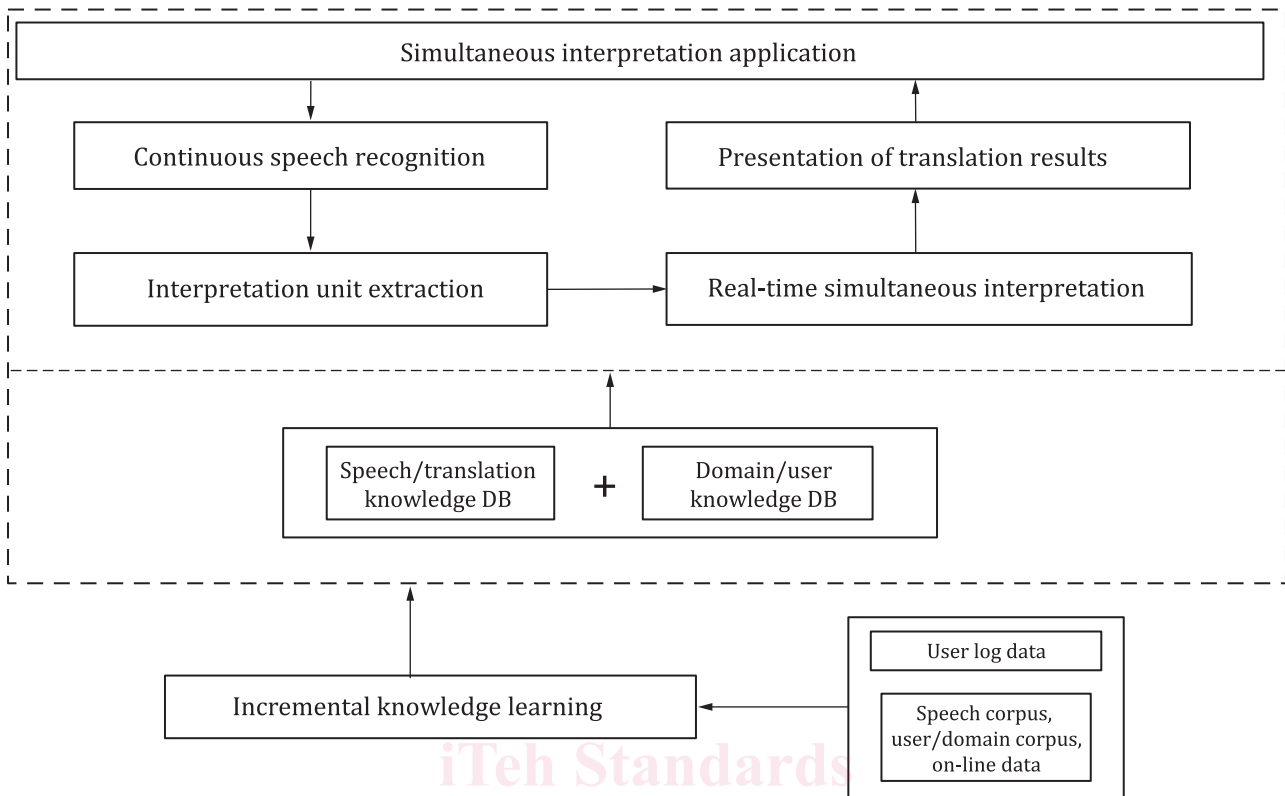 Simultaneous interpretation application
Continuous speech recognition
Presentation of translation results
Interpretation unit extraction
Real-time simultaneous interpretation
Speech/translation
knowledge DB
+
Domain/user
knowledge DB
User log data
Incremental knowledge learning
Speech corpus,
user/domain corpus,
on-line data
iTeh Standards